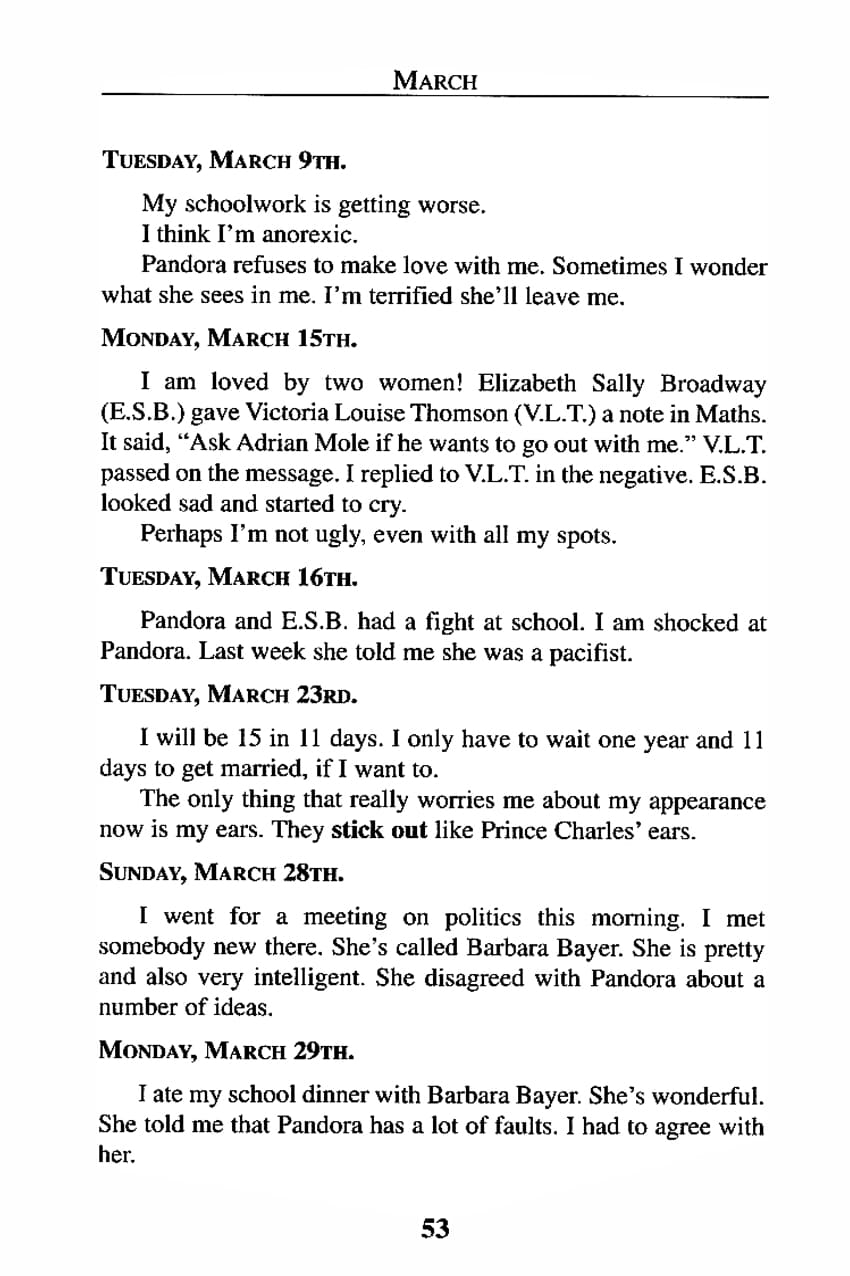 MARCH
TUESDAY, MARCH 9TH.
My schoolwork is getting worse.
I think I'm anorexic.
Pandora refuses to make love with me. Sometimes I wonder
what she sees in me. I'm terrified she'll leave me.
MONDAY, MARCH 15TH.
I am loved by two women! Elizabeth Sally Broadway
(E.S.B.) gave Victoria Louise Thomson (V.L.T.) a note in Maths.
It said, “Ask Adrian Mole if he wants to go out with me.” V.L.T.
passed on the message. I replied to V.L.T. in the negative. E.S.B.
looked sad and started to cry.
Perhaps I'm not ugly, even with all my spots.
TUESDAY, MARCH 16TH.
Pandora and E.S.B. had a fight at school. I am shocked at
Pandora. Last week she told me she was a pacifist.
TUESDAY, MARCH 23RD.
I will be 15 in 11 days. I only have to wait one year and 11
days to get married, if I want to.
The only thing that really worries me about my appearance
now is my ears. They stick out like Prince Charles' ears.
SUNDAY, MARCH 28TH.
I went for a meeting on politics this morning. I met
somebody new there. She's called Barbara Bayer. She is pretty
and also very intelligent. She disagreed with Pandora about a
number of ideas.
MONDAY, MARCH 29TH.
I ate my school dinner with Barbara Bayer. She's wonderful.
She told me that Pandora has a lot of faults. I had to agree with
her.
53